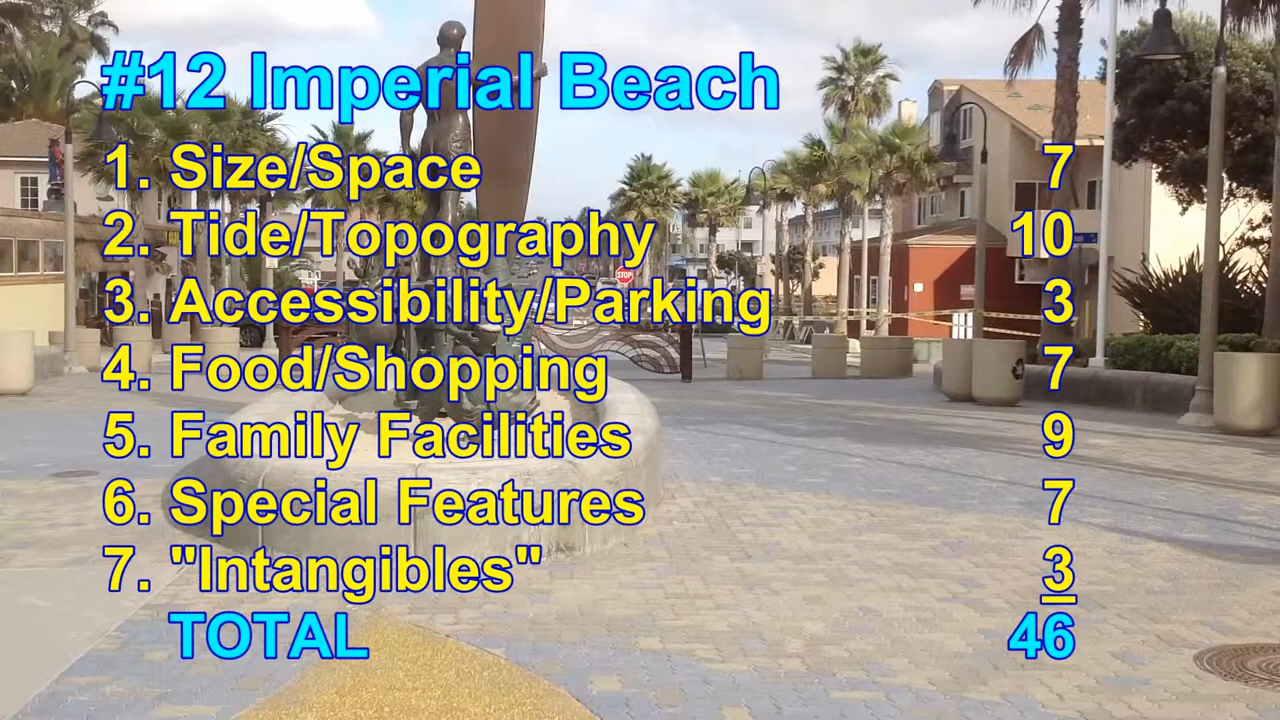 #12 Imperial Beach
1. Size/Space 7
2. Tide/Topography 10
3. Accessibility/Parking 3
4. Food/Shopping 7
5. Family Facilities 9
6. Special Features 7
7. "Intangibles" 3
TOTAL 46
STOP